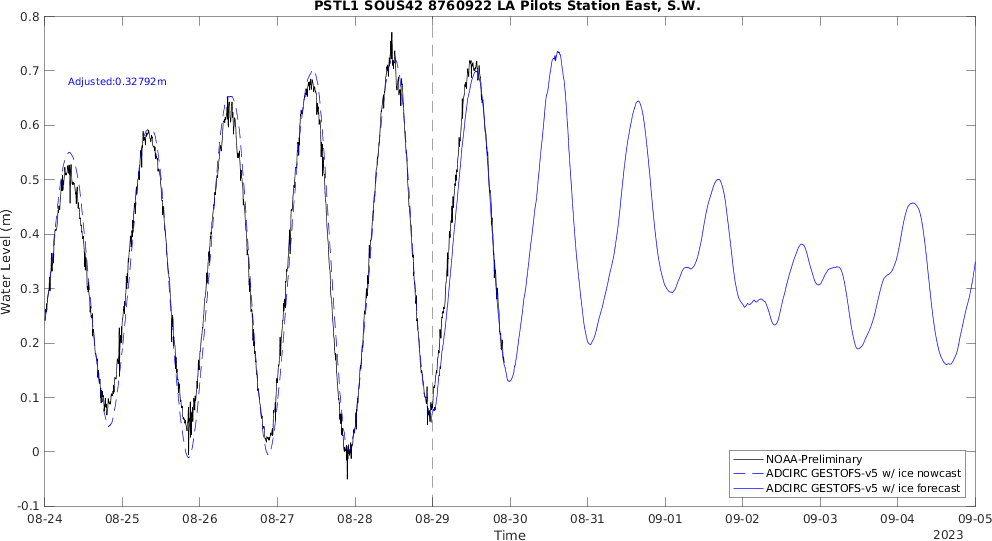 PSTL1 SOUS42 8760922 LA Pilots Station East, S.W.
0.8
0.7
Adjusted:0.32792m
0.6
0.5
0.4
Water Level (m)
0.3
0.2
0.1
0
-0.1
NOAA-Preliminary
ADCIRC GESTOFS-v5 w/ ice nowcast
ADCIRC GESTOFS-v5 w/ ice forecast
08-24 08-25 08-26 08-27 08-28 08-29 08-30 08-31 09-01 09-02 09-03 09-04 09-05
Time
2023